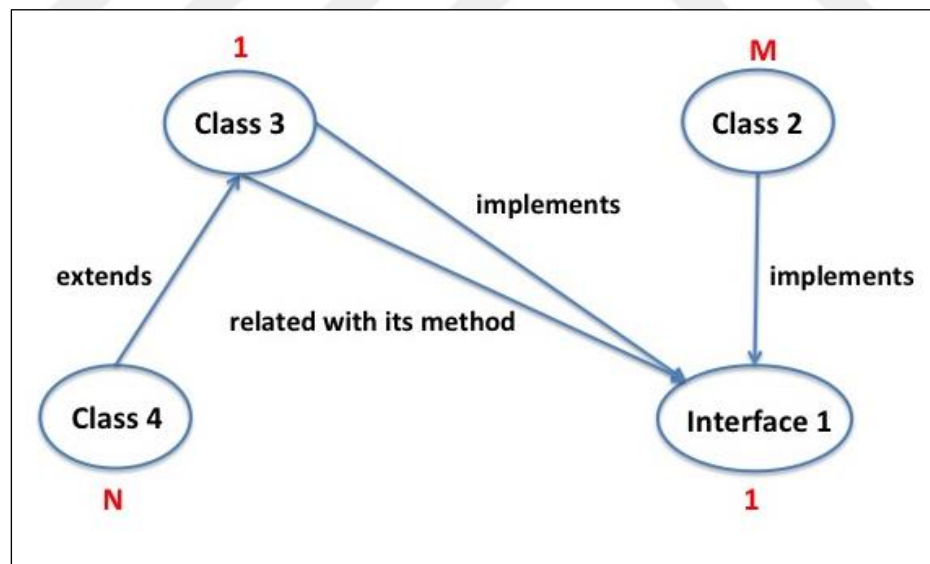 1
M
Class 3
Class 2
implements
extends
implements
related with its method
Class 4
Interface 1
N
1